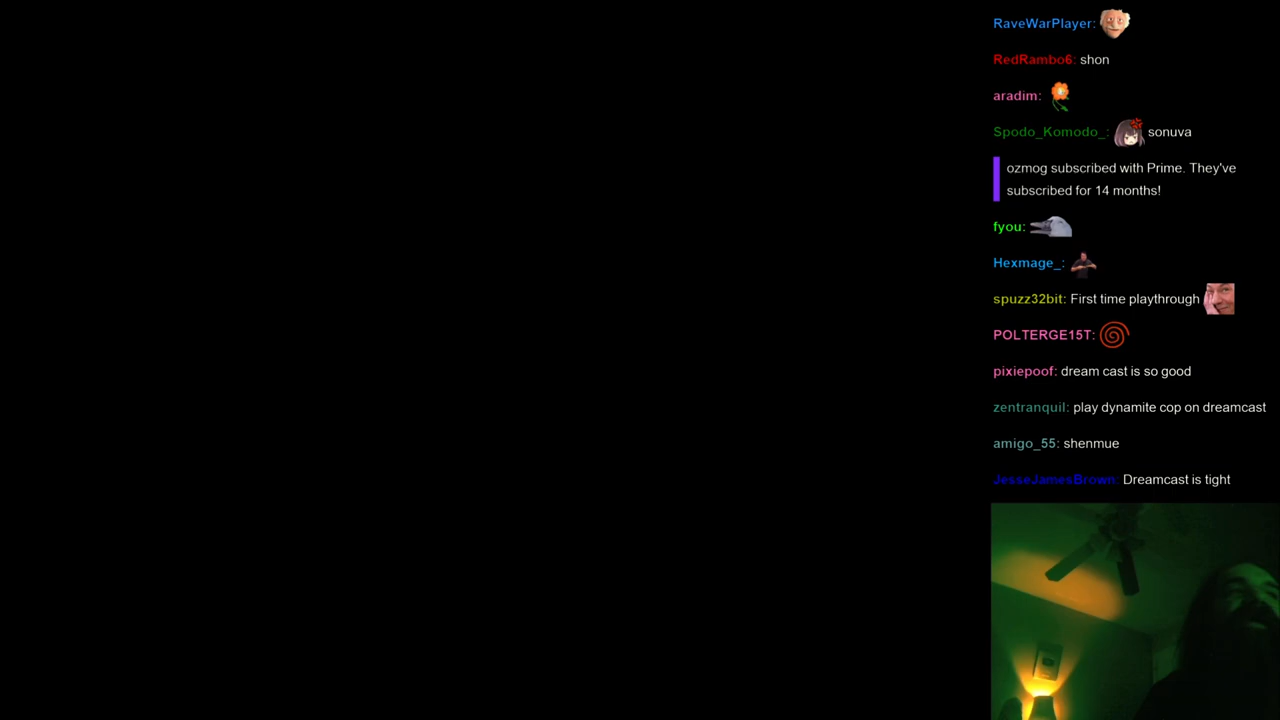 RaveWarPlayer:
RedRambo6: shon
aradim:
Spodo_Komodo_: sonuva
ozmog subscribed with Prime. They've
subscribed for 14 months!
fyou:
Hexmage_:
spuzz32bit: First time playthrough
POLTERGE15T:
pixiepoof: dream cast is so good
zentranquil: play dynamite cop on dreamcast
amigo_55: shenmue
JesseJamesBrown: Dreamcast is tight